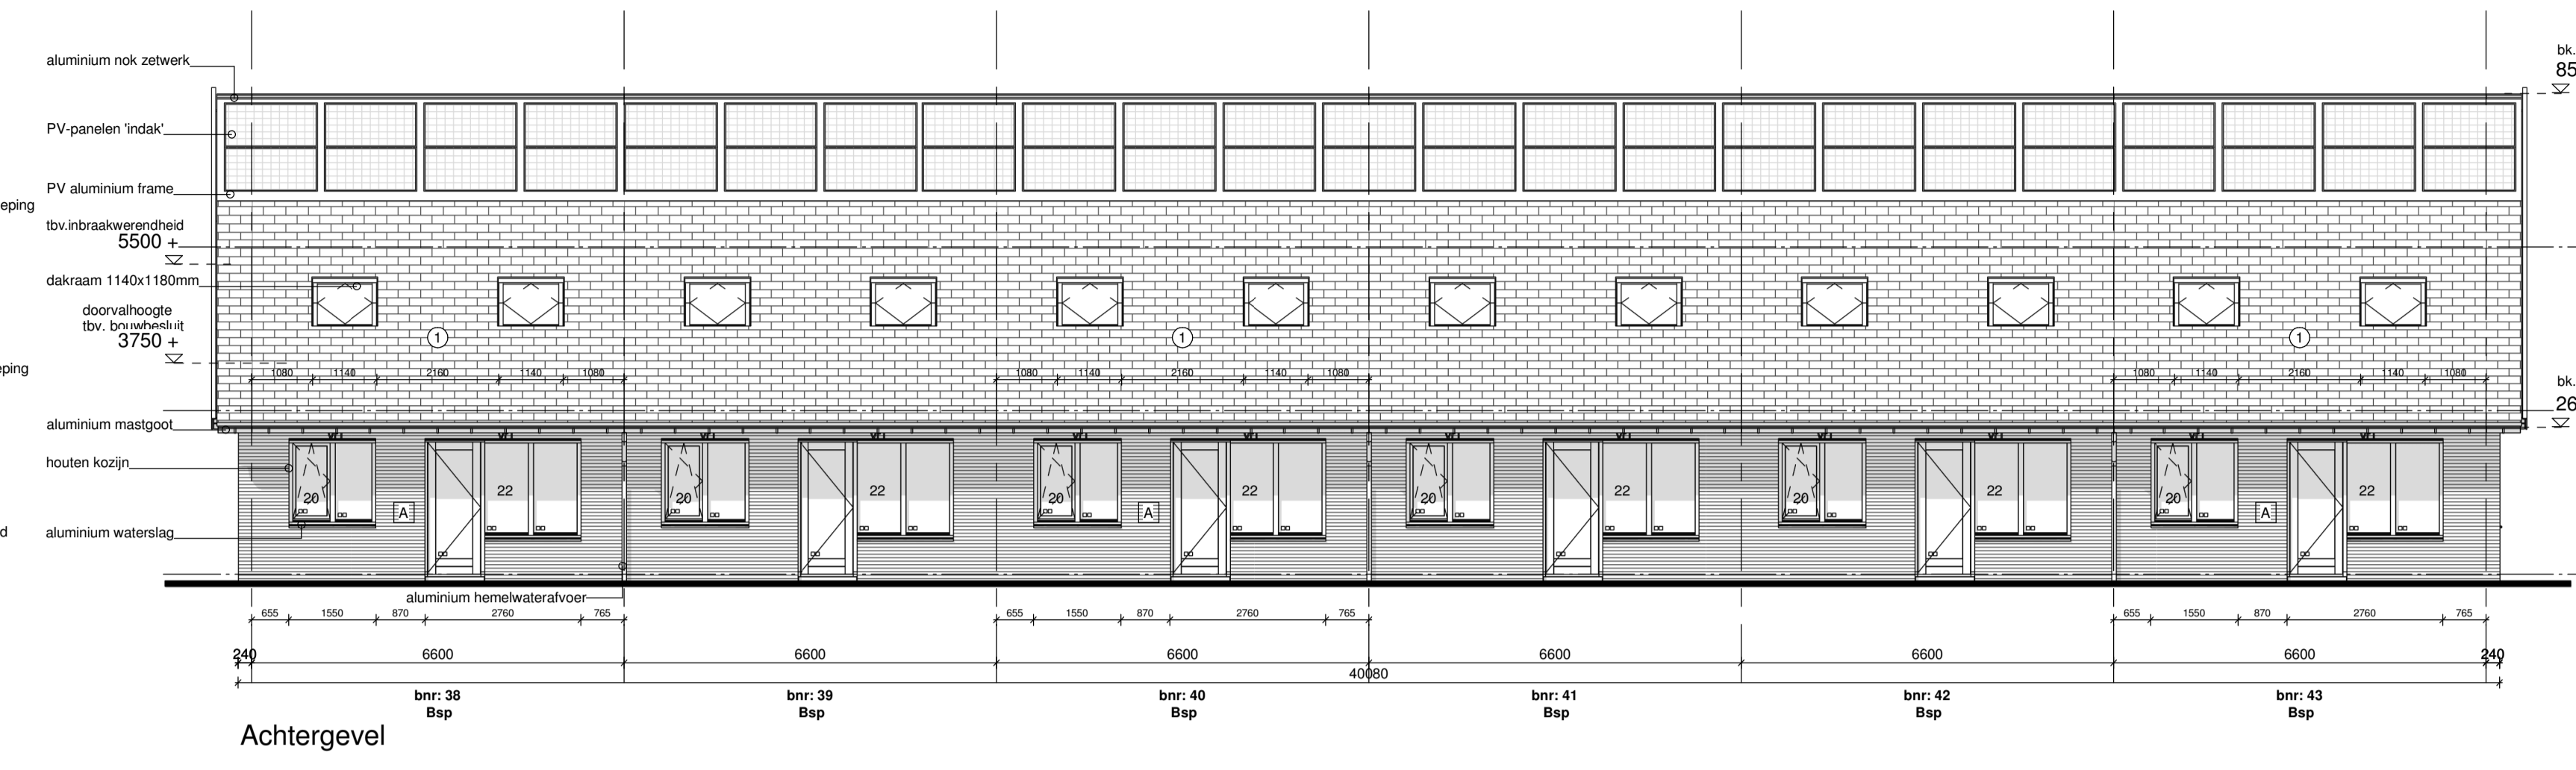 aluminium nok zetwerk
bk.
85
PV-panelen 'indak'
PV aluminium frame
eping
tbv.inbraakwerendheid
5500 +
dakraam 1140x1180mm
doorvalhoogte
tbv. bouwbesluit
3750 +
1 1 1
eping
1080 1140 2160 1140 1080 1080 1140 2160 1140 1080 1080 1140 2160 1140 1080
bk.
26
aluminium mastgoot
houten kozijn
20 22 20 22 20 22 20 22 20 22 20 22
A A A
d
aluminium waterslag
aluminium hemelwaterafvoer
655 1550 870 2760 765 655 1550 870 2760 765 655 1550 870 2760 765
240 6600 6600 6600 6600 6600 6600 240
40080
bnr: 38 bnr: 39 bnr: 40 bnr: 41 bnr: 42 bnr: 43
Bsp Bsp Bsp Bsp Bsp Bsp
Achtergevel